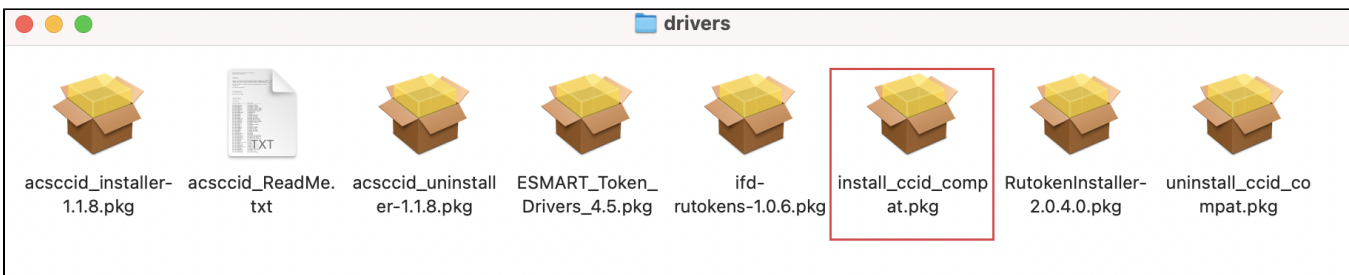 drivers
acsccid_installer-
1.1.8.pkg
acsccid_ReadMe.
txt
acsccid_uninstall
er-1.1.8.pkg
ESMART_Token_
Drivers_4.5.pkg
ifd-
rutokens-1.0.6.pkg
install_ccid_comp
at.pkg
RutokenInstaller-
2.0.4.0.pkg
uninstall_ccid_co
mpat.pkg
TXT